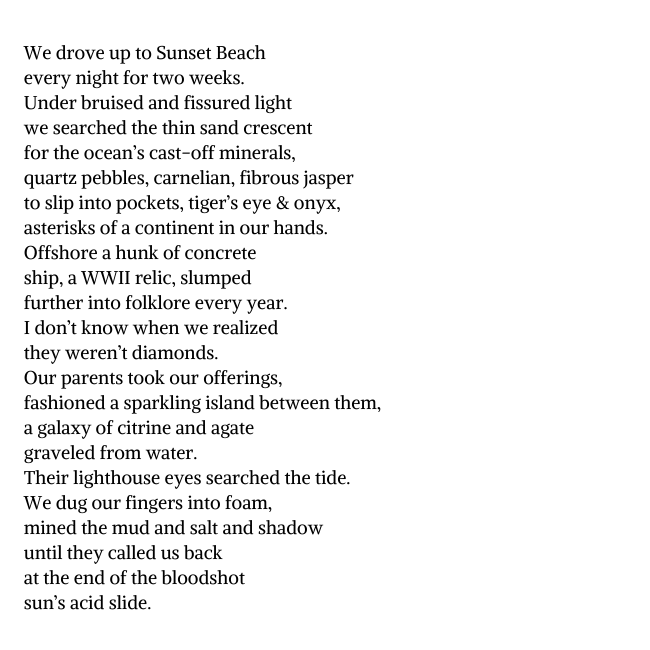 We drove up to Sunset Beach
every night for two weeks.
Under bruised and fissured light
we searched the thin sand crescent
for the ocean’s cast-off minerals,
quartz pebbles, carnelian, fibrous jasper
to slip into pockets, tiger’s eye & onyx,
asterisks of a continent in our hands.
Offshore a hunk of concrete
ship, a WWII relic, slumped
further into folklore every year.
I don’t know when we realized
they weren’t diamonds.
Our parents took our offerings,
fashioned a sparkling island between them,
a galaxy of citrine and agate
graveled from water.
Their lighthouse eyes searched the tide.
We dug our fingers into foam,
mined the mud and salt and shadow
until they called us back
at the end of the bloodshot
sun’s acid slide.